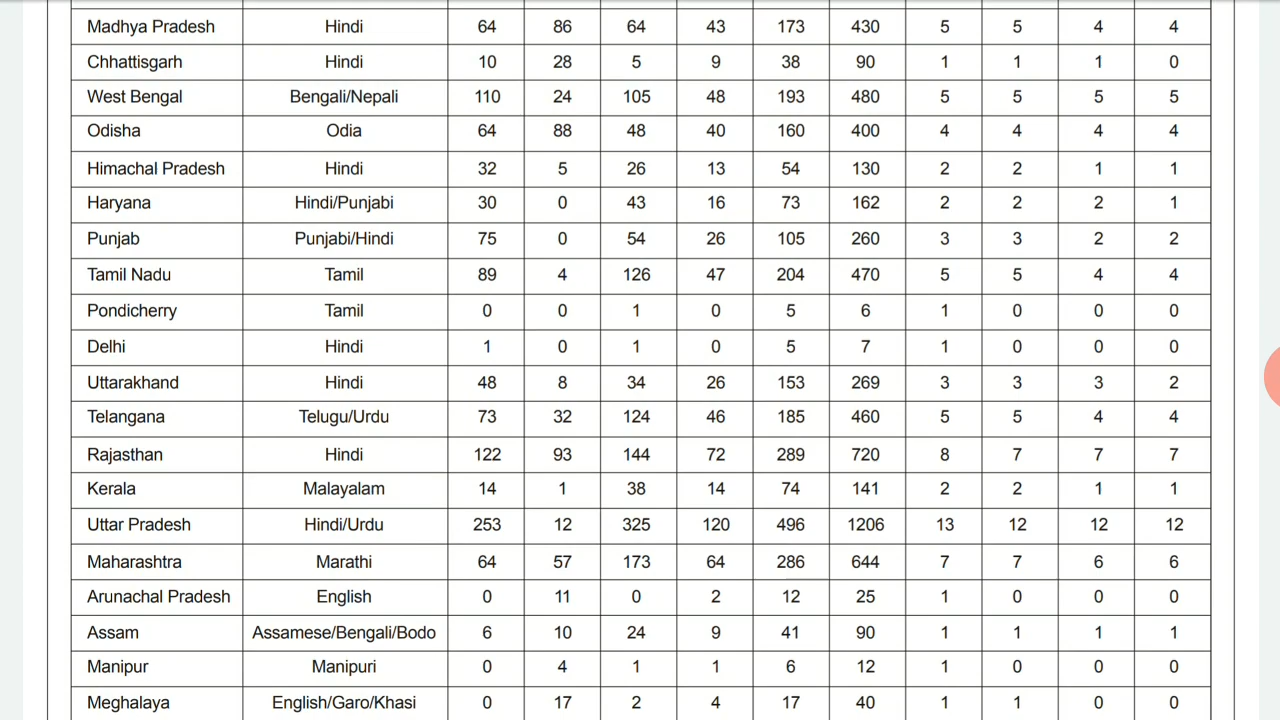 Madhya Pradesh Hindi 64 86 64 43 173 430 5 5 4 4
Chhattisgarh Hindi 10 28 5 9 38 90 1 1 1 0
West Bengal Bengali/Nepali 110 24 105 48 193 480 5 5 5 5
Odisha Odia 64 88 48 40 160 400 4 4 4 4
Himachal Pradesh Hindi 32 5 26 13 54 130 2 2 1 1
Haryana Hindi/Punjabi 30 0 43 16 73 162 2 2 2 1
Punjab Punjabi/Hindi 75 0 54 26 105 260 3 3 2 2
Tamil Nadu Tamil 89 4 126 47 204 470 5 5 4 4
Pondicherry Tamil 0 0 1 0 5 6 1 0 0 0
Delhi Hindi 1 0 1 0 5 7 1 0 0 0
Uttarakhand Hindi 48 8 34 26 153 269 3 3 3 2
Telangana Telugu/Urdu 73 32 124 46 185 460 5 5 4 4
Rajasthan Hindi 122 93 144 72 289 720 8 7 7 7
Kerala Malayalam 14 1 38 14 74 141 2 2 1 1
Uttar Pradesh Hindi/Urdu 253 12 325 120 496 1206 13 12 12 12
Maharashtra Marathi 64 57 173 64 286 644 7 7 6 6
Arunachal Pradesh English 0 11 0 2 12 25 1 0 0 0
Assam Assamese/Bengali/Bodo 6 10 24 9 41 90 1 1 1 1
Manipur Manipuri 0 4 1 1 6 12 1 0 0 0
Meghalaya English/Garo/Khasi 0 17 2 4 17 40 1 1 0 0